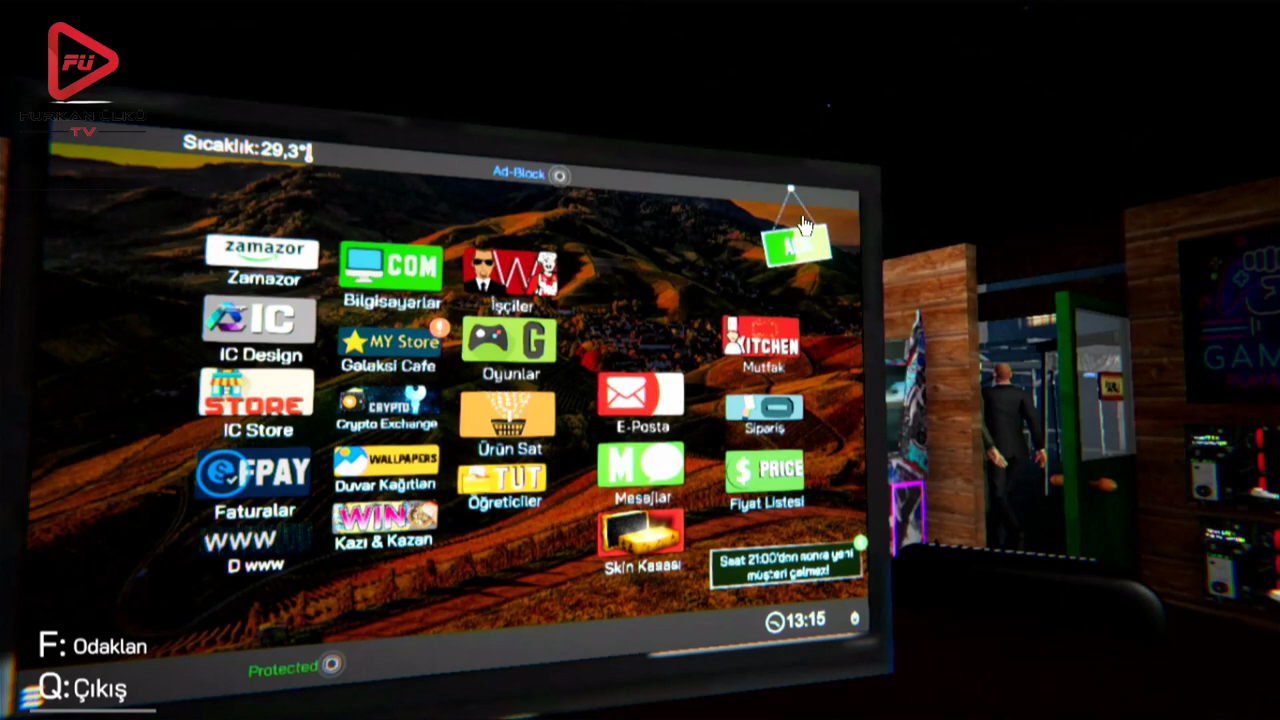 FU
FURKAN ÜLKÜ
TV
Sıcaklık: 29,3°
Ad-Block
zamazor
Zamazor
COM
Bilgisayarlar
W
İşçiler
IC
IC Design
MY Store
Galaksi Cafe
G
Oyunlar
KITCHEN
Mutfak
STORE
IC Store
CRYPTO
Crypto Exchange
Ürün Sat
E-Posta
Sipariş
FPAY
Faturalar
WALLPAPERS
Duvar Kağıtları
TUT
Öğreticiler
M
Mesajlar
$ PRICE
Fiyat Listesi
www
D www
WIN
Kazı & Kazan
Skin Kasası
Saat 21:00'dan sonra yeni
müşteri gelmez!
13:15
Protected
F: Odaklan
Q: Çıkış
GAM